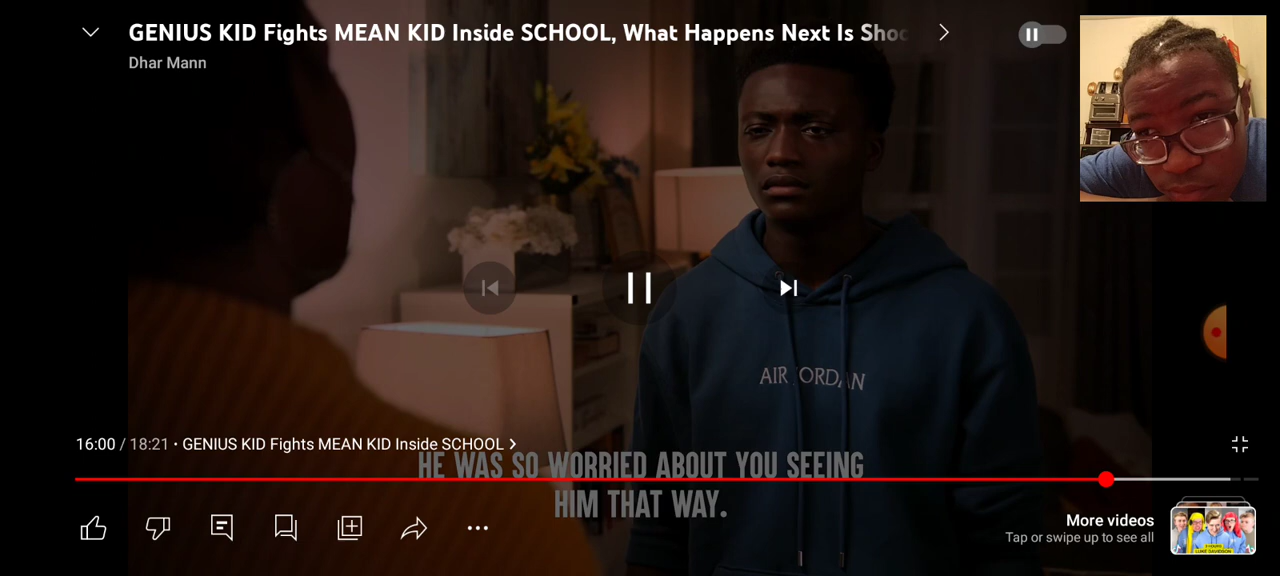 GENIUS KID Fights MEAN KID Inside SCHOOL, What Happens Next Is Shoc
Dhar Mann
AIR JORDAN
16:00 / 18:21 · GENIUS KID Fights MEAN KID Inside SCHOOL
HE WAS SO WORRIED ABOUT YOU SEEING
HIM THAT WAY.
More videos
Tap or swipe up to see all
LUKE DAVIDSON